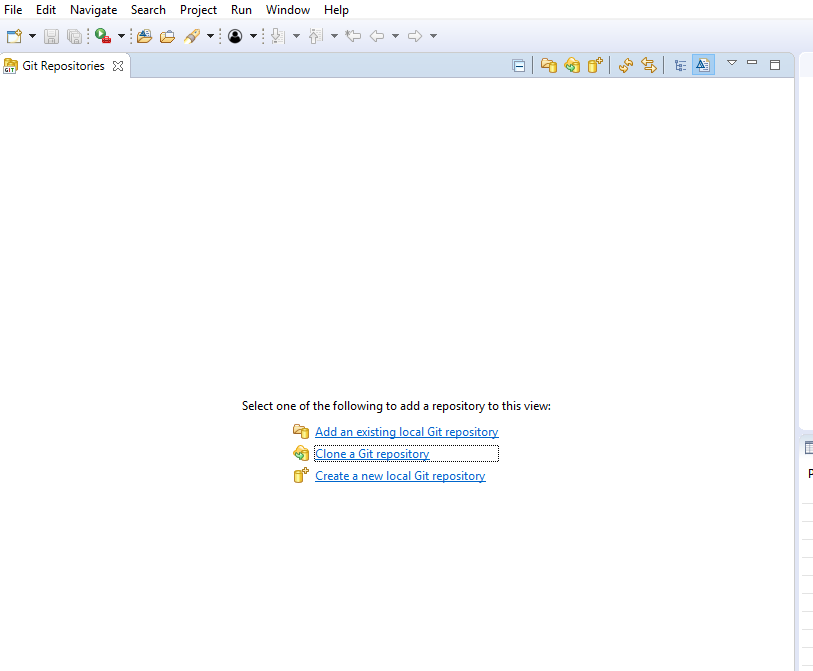 File Edit Navigate Search Project Run Window Help
GIT Git Repositories
Select one of the following to add a repository to this view:
Add an existing local Git repository
Clone a Git repository
Create a new local Git repository
P